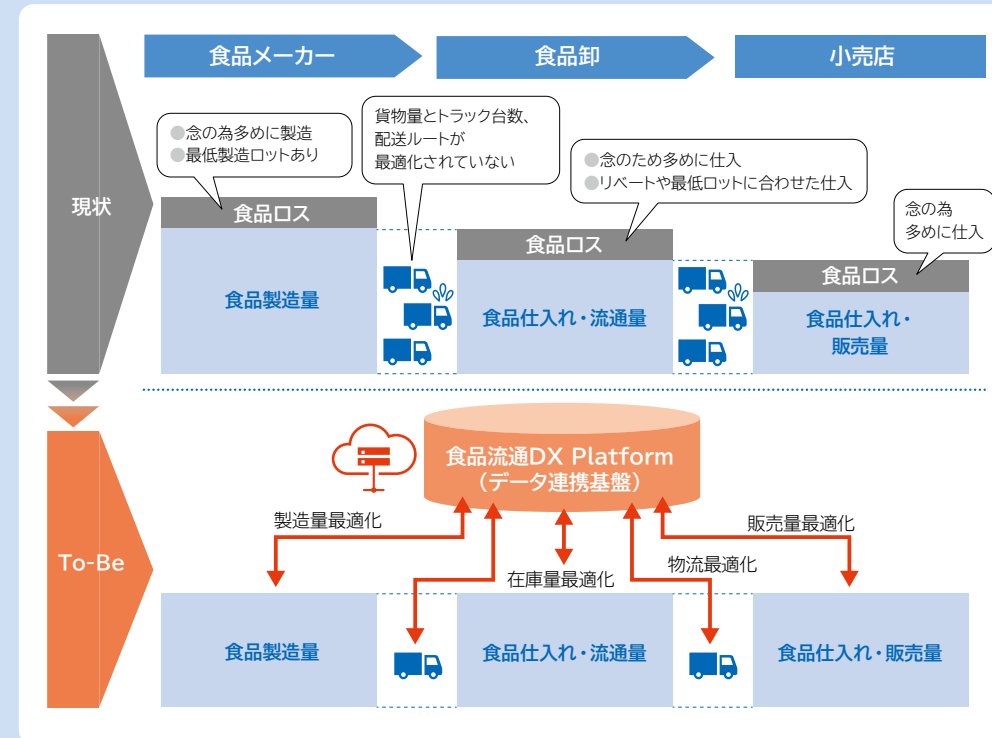 食品メーカー
食品卸
小売店
現状
●念の為多めに製造
●最低製造ロットあり
貨物量とトラック台数、
配送ルートが
最適化されていない
●念のため多めに仕入
●リベートや最低ロットに合わせた仕入
念の為
多めに仕入
食品ロス
食品製造量
食品ロス
食品仕入れ・流通量
食品ロス
食品仕入れ・
販売量
To-Be
食品流通DX Platform
（データ連携基盤）
製造量最適化
在庫量最適化
物流最適化
販売量最適化
食品製造量
食品仕入れ・流通量
食品仕入れ・販売量